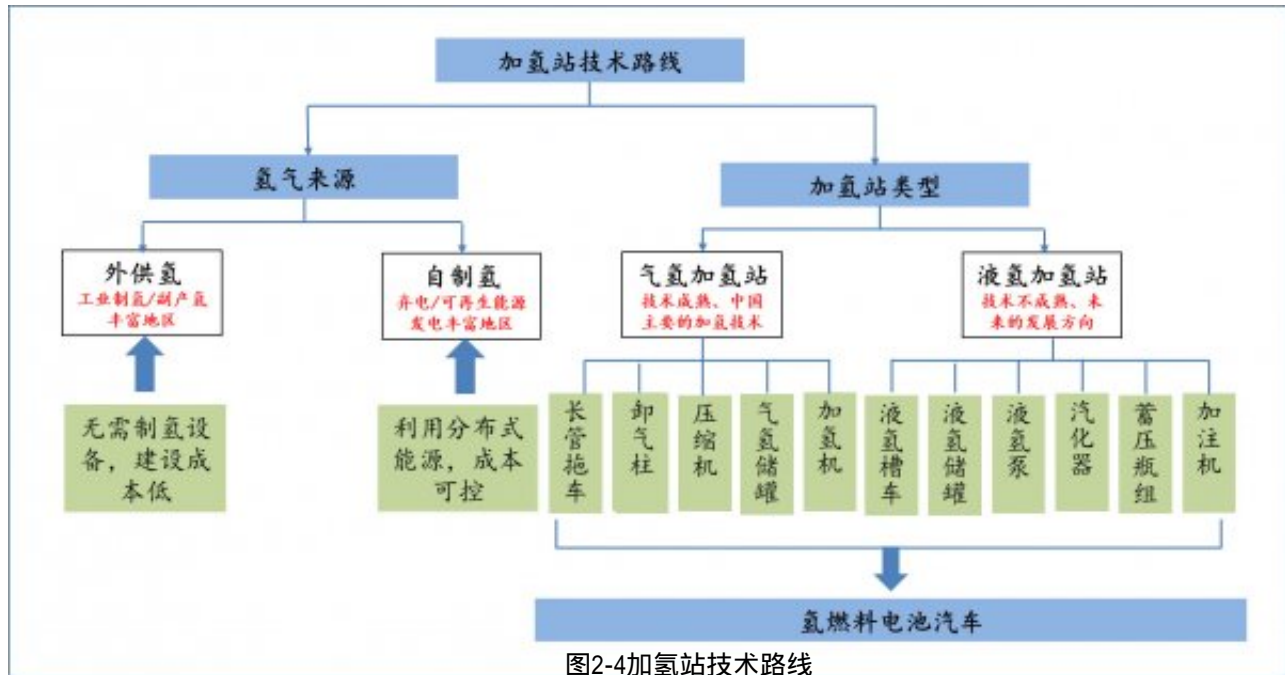 加氢站技术路线
氢气来源
加氢站类型
外供氢
工业制氢/副产氢
丰富地区
自制氢
弃电/可再生能源
发电丰富地区
气氢加氢站
技术成熟、中国
主要的加氢技术
液氢加氢站
技术不成熟、未
来的发展方向
无需制氢设
备，建设成
本低
利用分布式
能源，成本
可控
长管拖车
卸气柱
压缩机
气氢储罐
加氢机
液氢槽车
液氢储罐
液氢泵
汽化器
蓄压瓶组
加注机
氢燃料电池汽车
图2-4加氢站技术路线